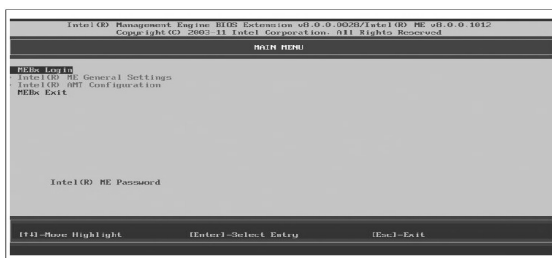 Intel(R) Management Engine BIOS Extension v8.0.0.0028/Intel(R) ME v8.0.0.1012
Copyright(C) 2003-11 Intel Corporation. All Rights Reserved
MAIN MENU
MEBx Login
Intel(R) ME General Settings
Intel(R) AMT Configuration
MEBx Exit
Intel(R) ME Password
[↑↓]-Move Highlight [Enter]-Select Entry [Esc]-Exit